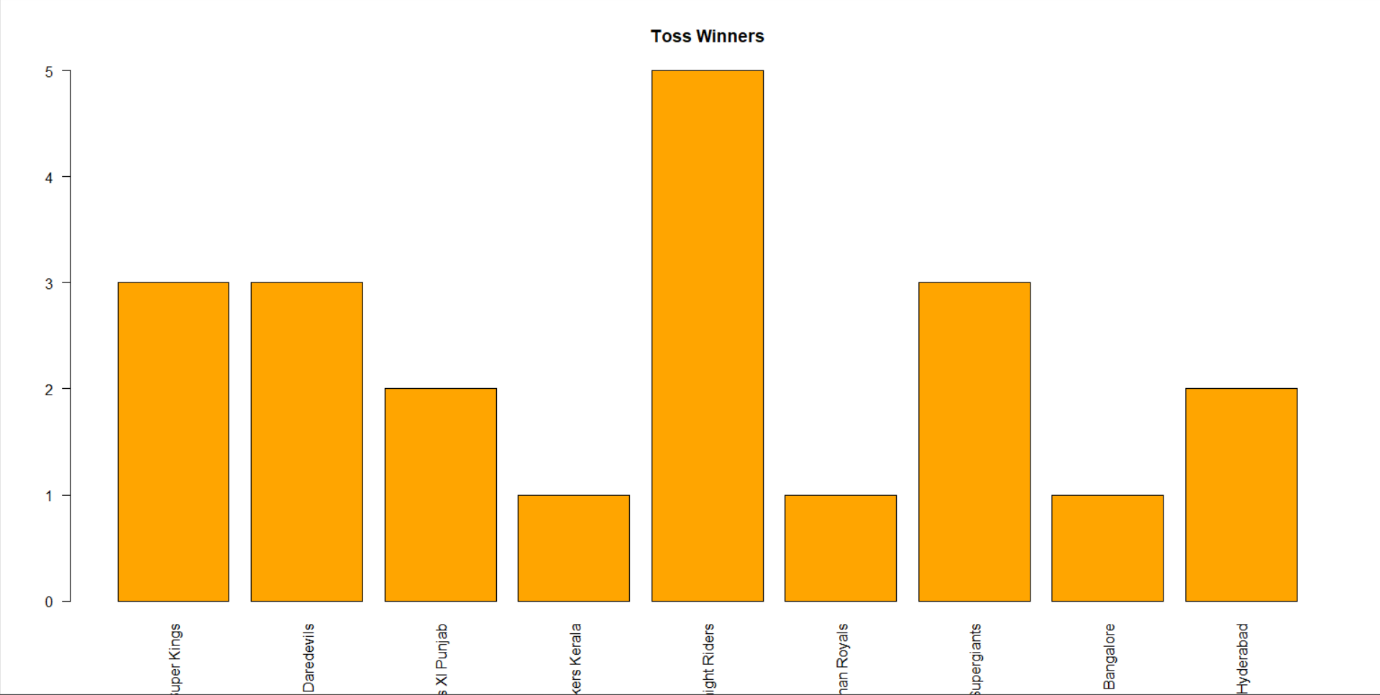 Toss Winners
5
4
3
2
1
0
Super Kings
Daredevils
s XI Punjab
kers Kerala
ight Riders
han Royals
Supergiants
Bangalore
Hyderabad